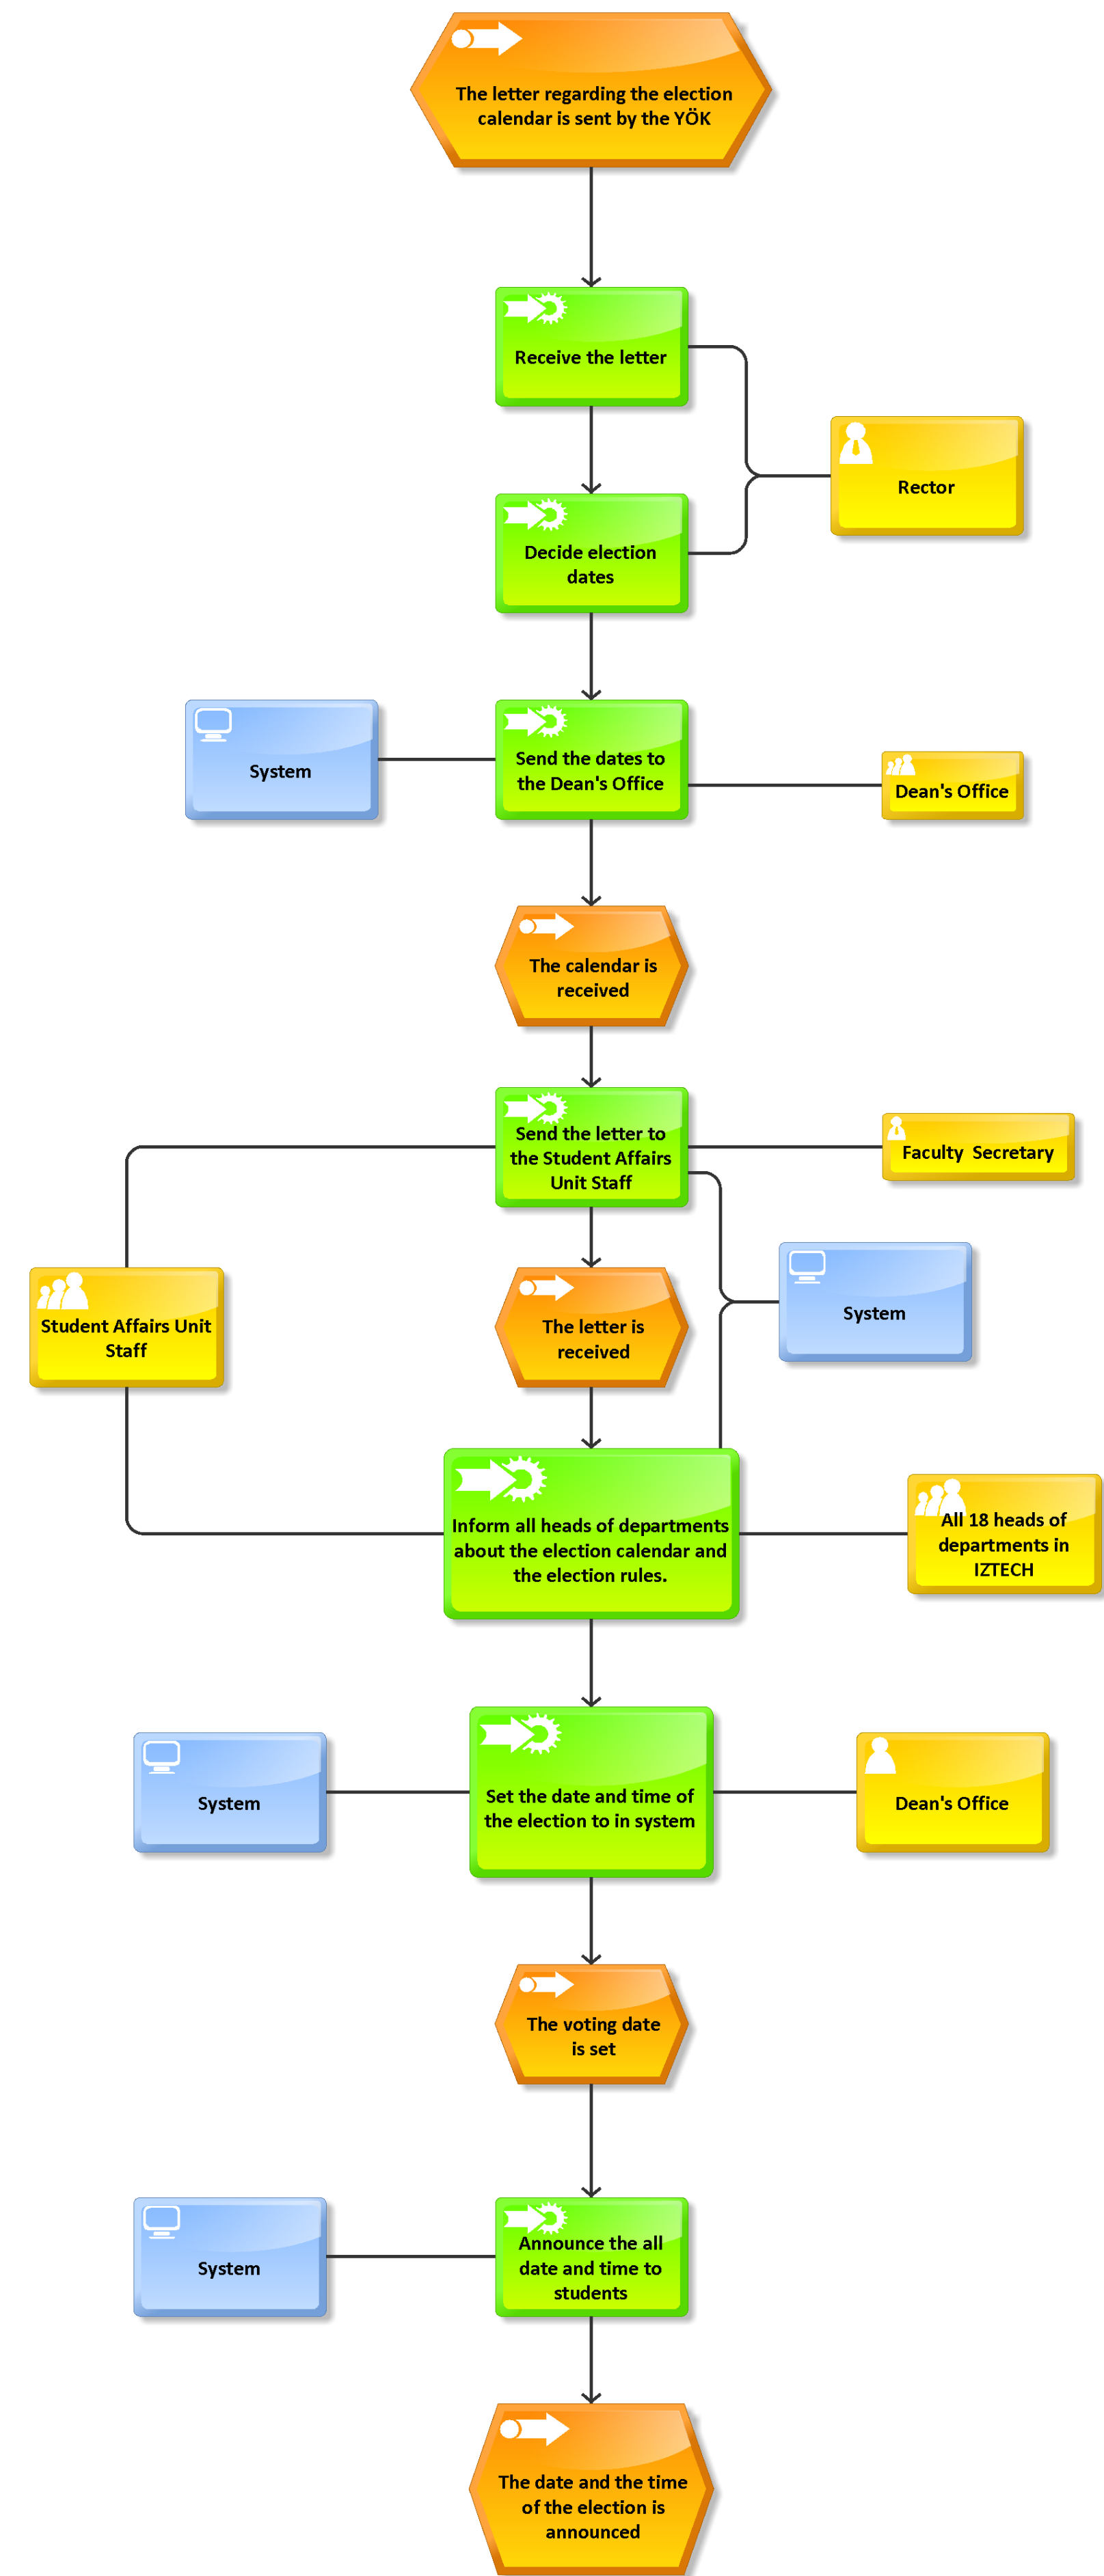 The letter regarding the election
calendar is sent by the YÖK
Receive the letter
Rector
Decide election
dates
System
Send the dates to
the Dean's Office
Dean's Office
The calendar is
received
Send the letter to
the Student Affairs
Unit Staff
Faculty Secretary
Student Affairs Unit
Staff
The letter is
received
System
Inform all heads of departments
about the election calendar and
the election rules.
All 18 heads of
departments in
IZTECH
System
Set the date and time of
the election to in system
Dean's Office
The voting date
is set
System
Announce the all
date and time to
students
The date and the time
of the election is
announced